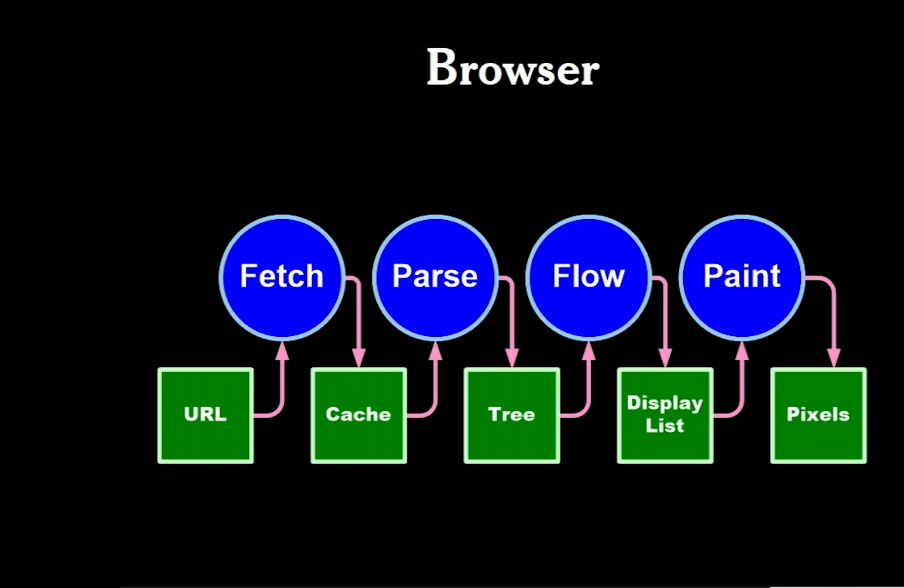 Browser
Fetch
Parse
Flow
Paint
URL
Cache
Tree
Display
List
Pixels